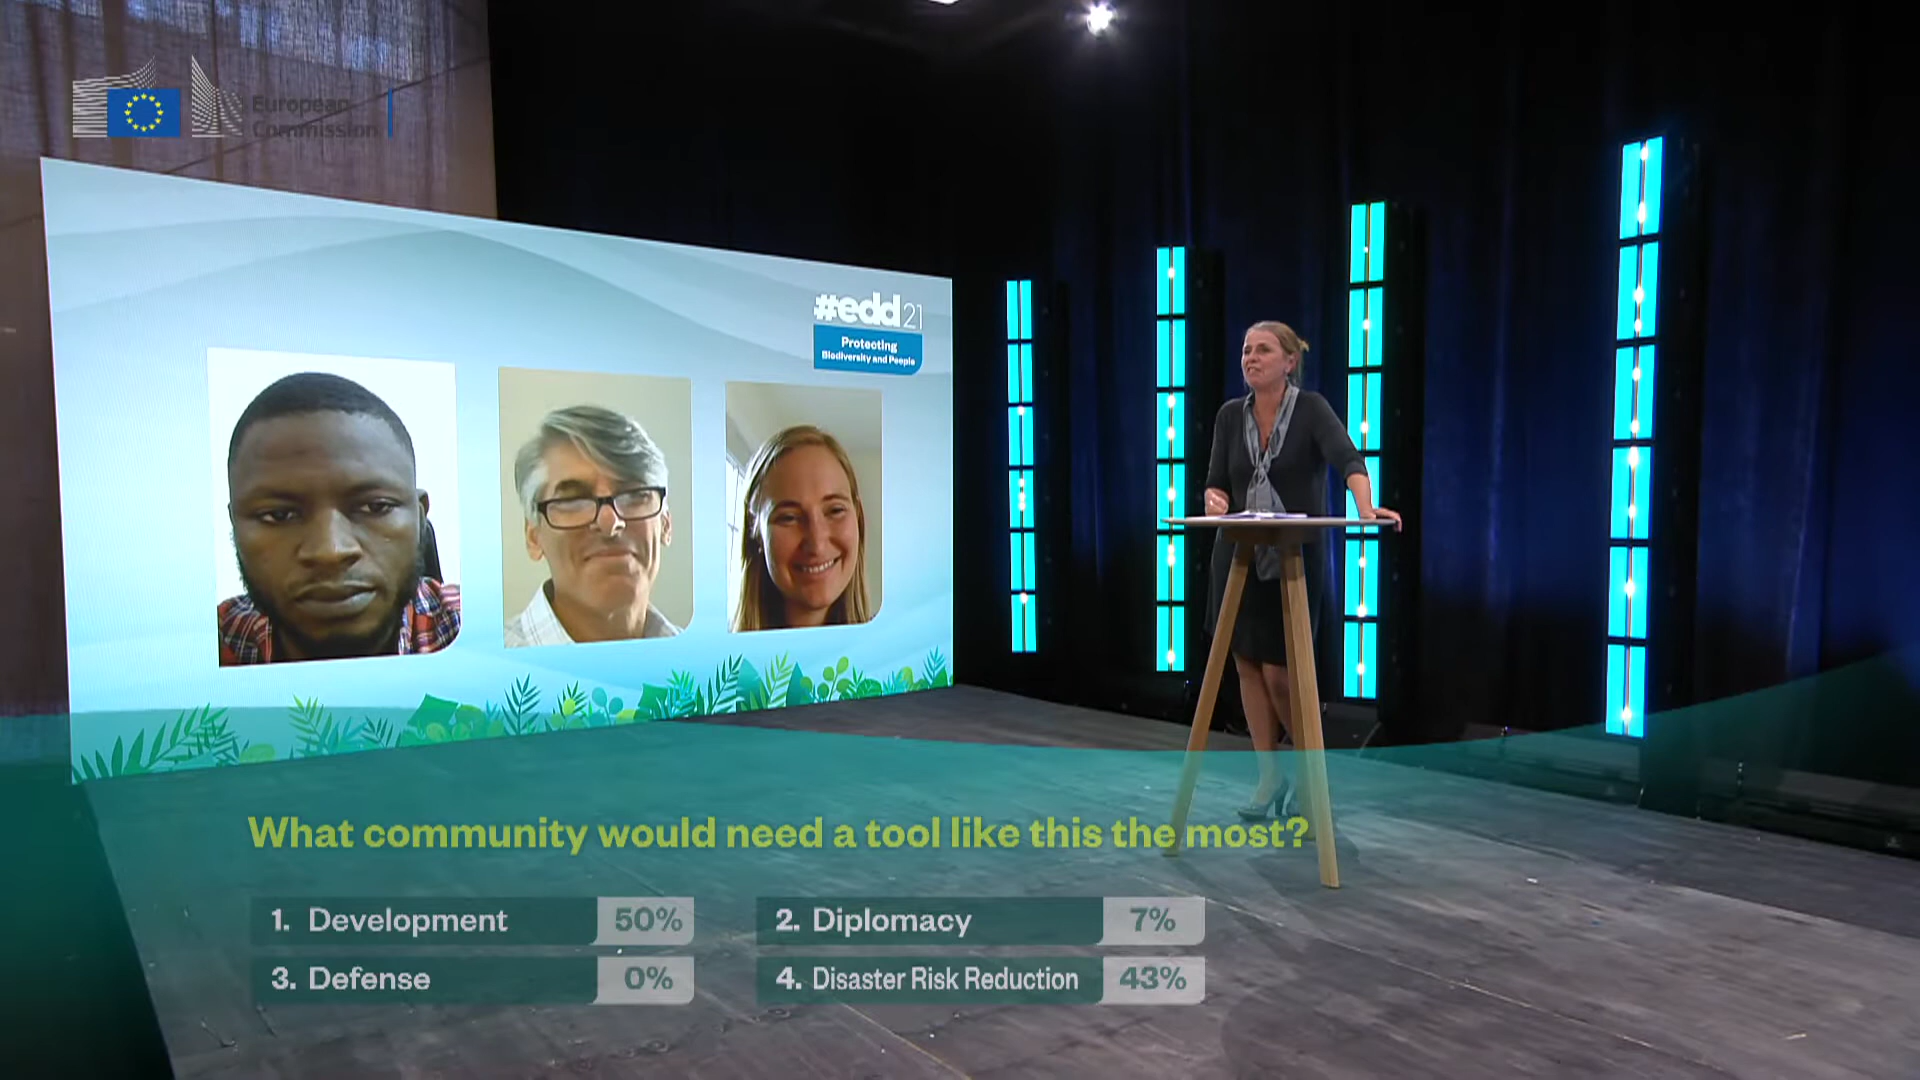 European
Commission
#edd21
Protecting
Biodiversity and People
What community would need a tool like this the most?
1. Development 50%
2. Diplomacy 7%
3. Defense 0%
4. Disaster Risk Reduction 43%